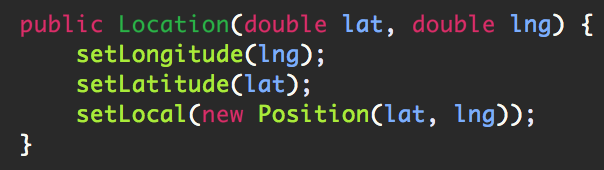 public Location(double lat, double lng) {
    setLongitude(lng);
    setLatitude(lat);
    setLocal(new Position(lat, lng));
}